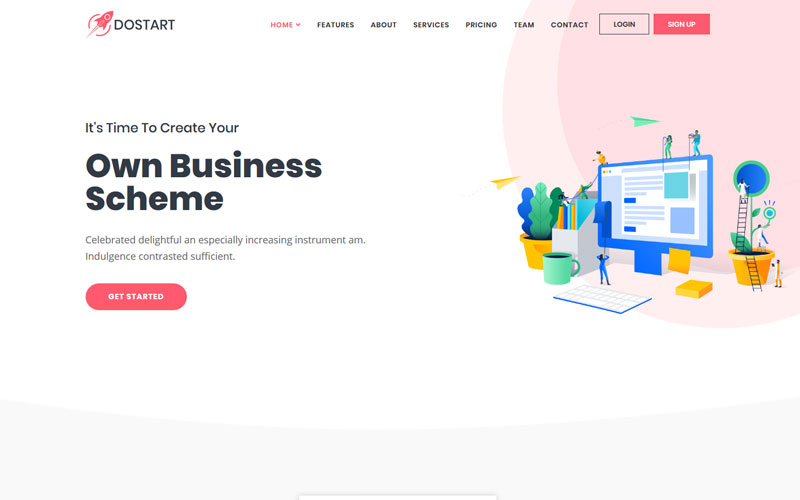 DOSTART
HOME FEATURES ABOUT SERVICES PRICING TEAM CONTACT LOGIN SIGN UP
It's Time To Create Your
Own Business
Scheme
Celebrated delightful an especially increasing instrument am.
Indulgence contrasted sufficient.
GET STARTED